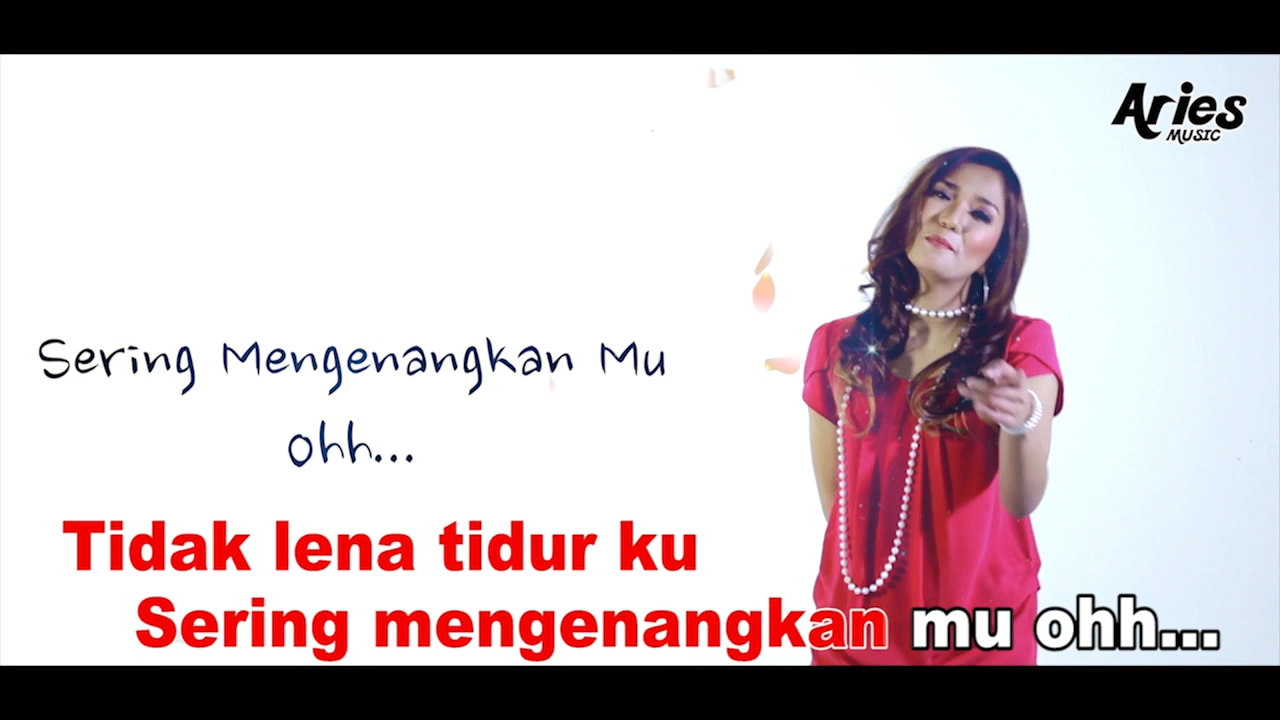 Aries
MUSIC
Sering Mengenangkan Mu
Ohh...
Tidak lena tidur ku
Sering mengenangkan mu ohh...